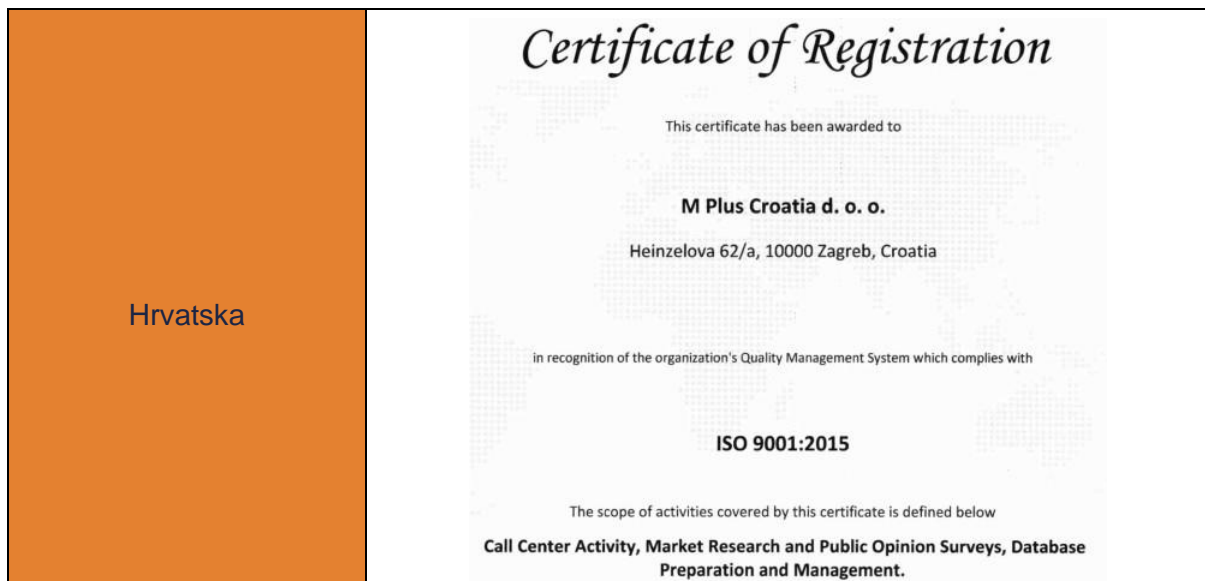 Hrvatska
Certificate of Registration
This certificate has been awarded to
M Plus Croatia d. o. o.
Heinzelova 62/a, 10000 Zagreb, Croatia
in recognition of the organization's Quality Management System which complies with
ISO 9001:2015
The scope of activities covered by this certificate is defined below
Call Center Activity, Market Research and Public Opinion Surveys, Database
Preparation and Management.